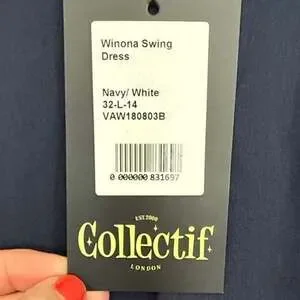 Winona Swing
Dress
Navy/ White
32-L-14
VAW180803B
0 000000 831697
EST 2000
Collectif
LONDON